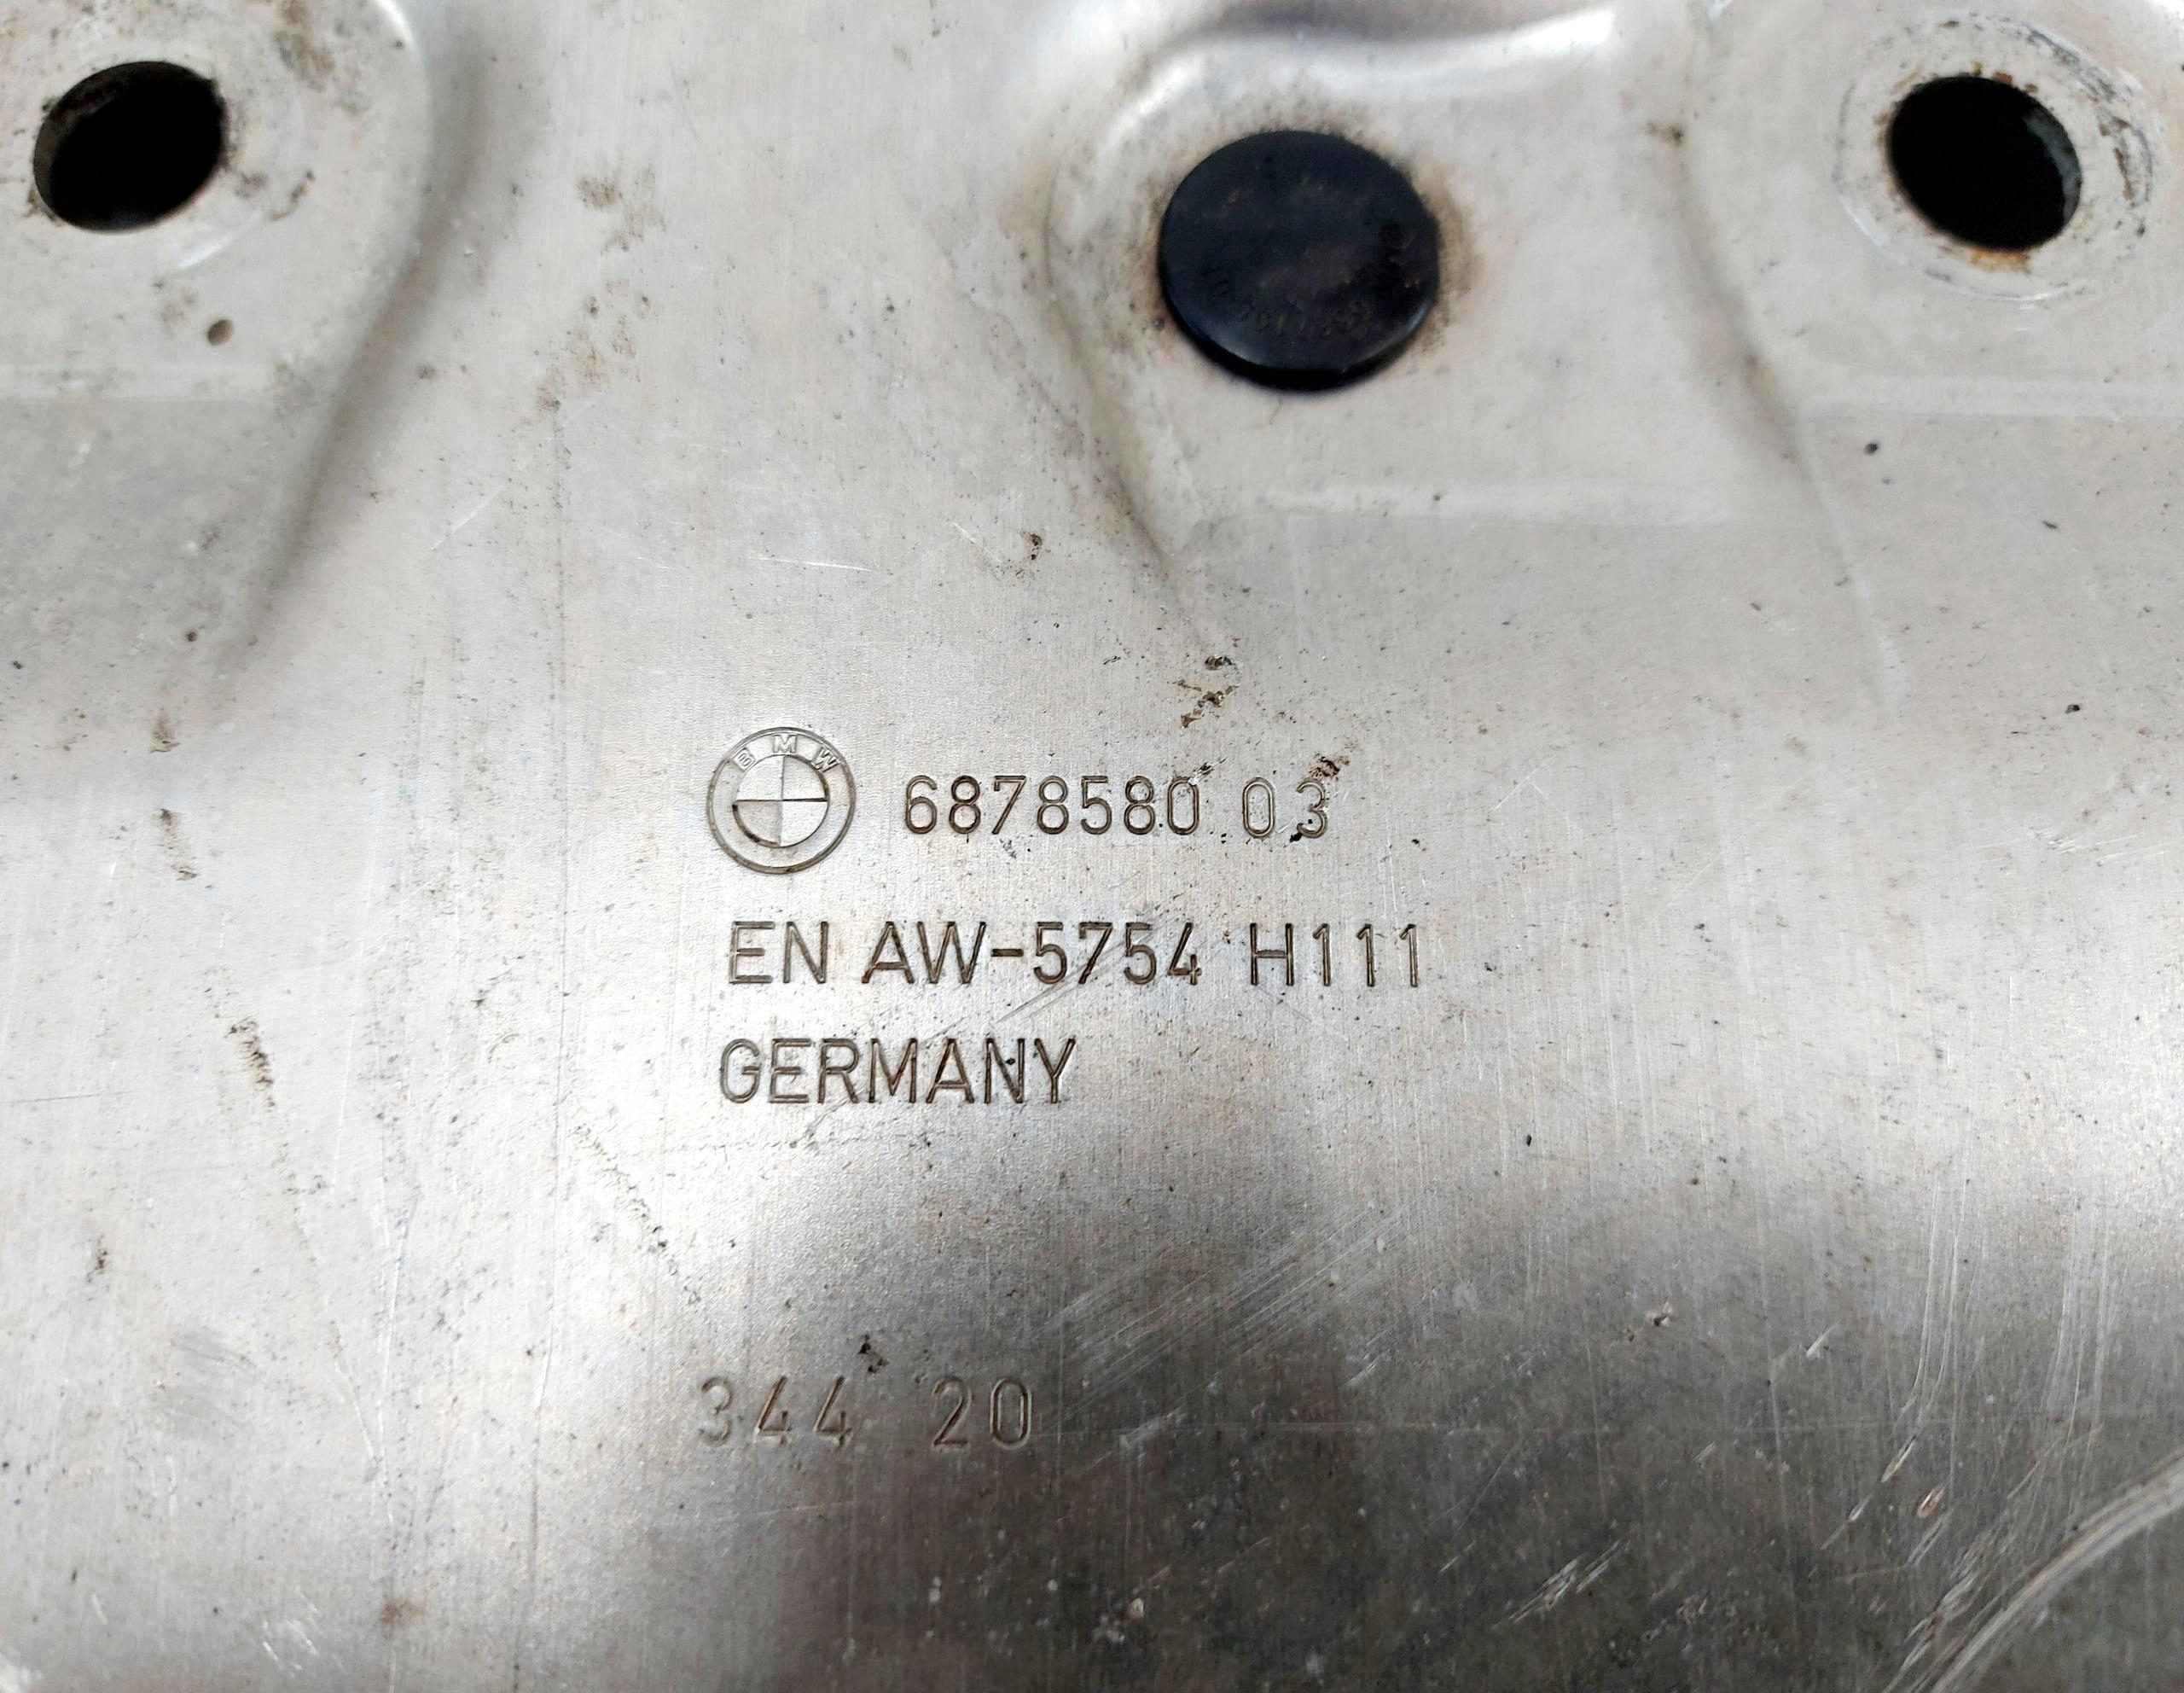 BMW
6878580 03
EN AW-5754 H111
GERMANY
344 20